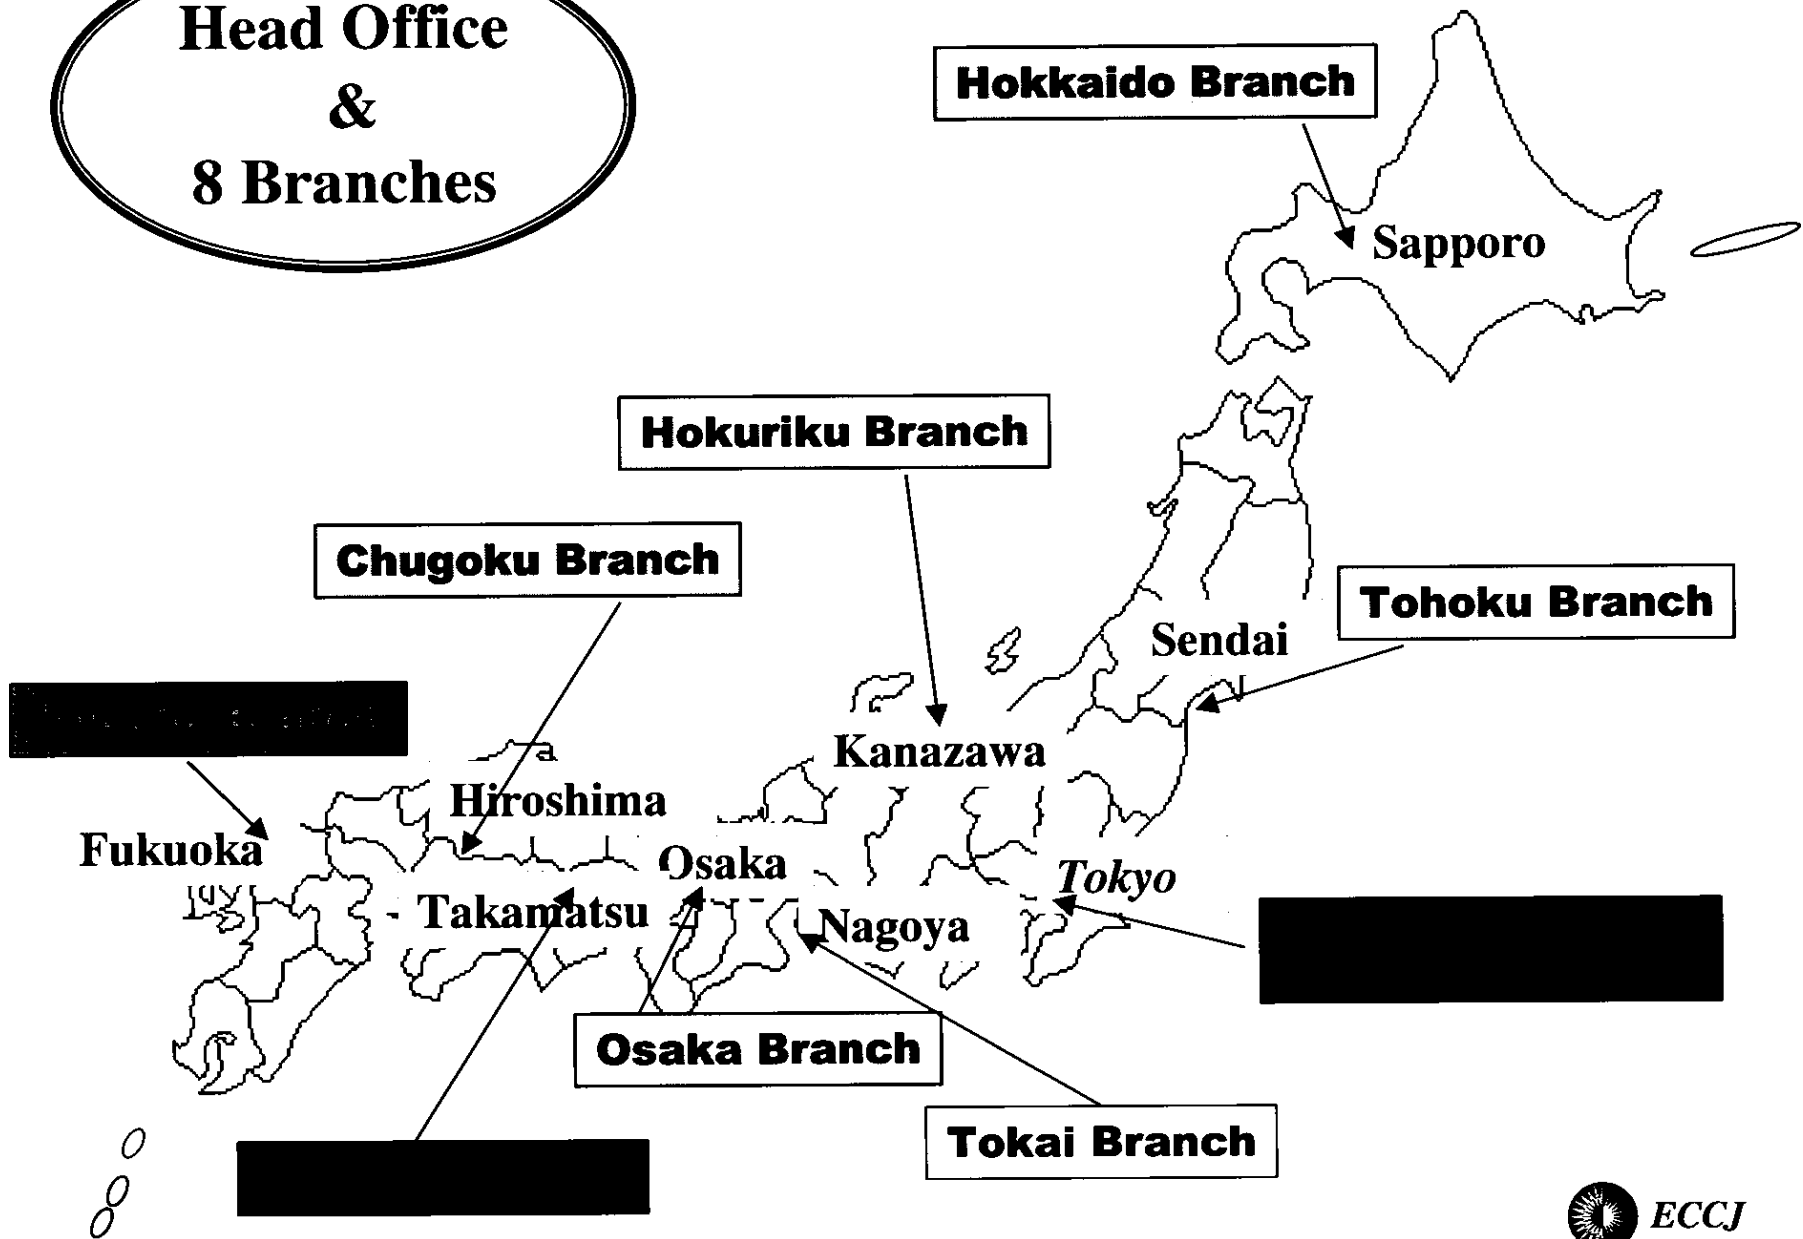 Head Office
&
8 Branches
Hokkaido Branch
Sapporo
Hokuriku Branch
Chugoku Branch
Tohoku Branch
Sendai
Kanazawa
Hiroshima
Fukuoka
Osaka
Tokyo
Takamatsu
Nagoya
Osaka Branch
Tokai Branch
ECCJ